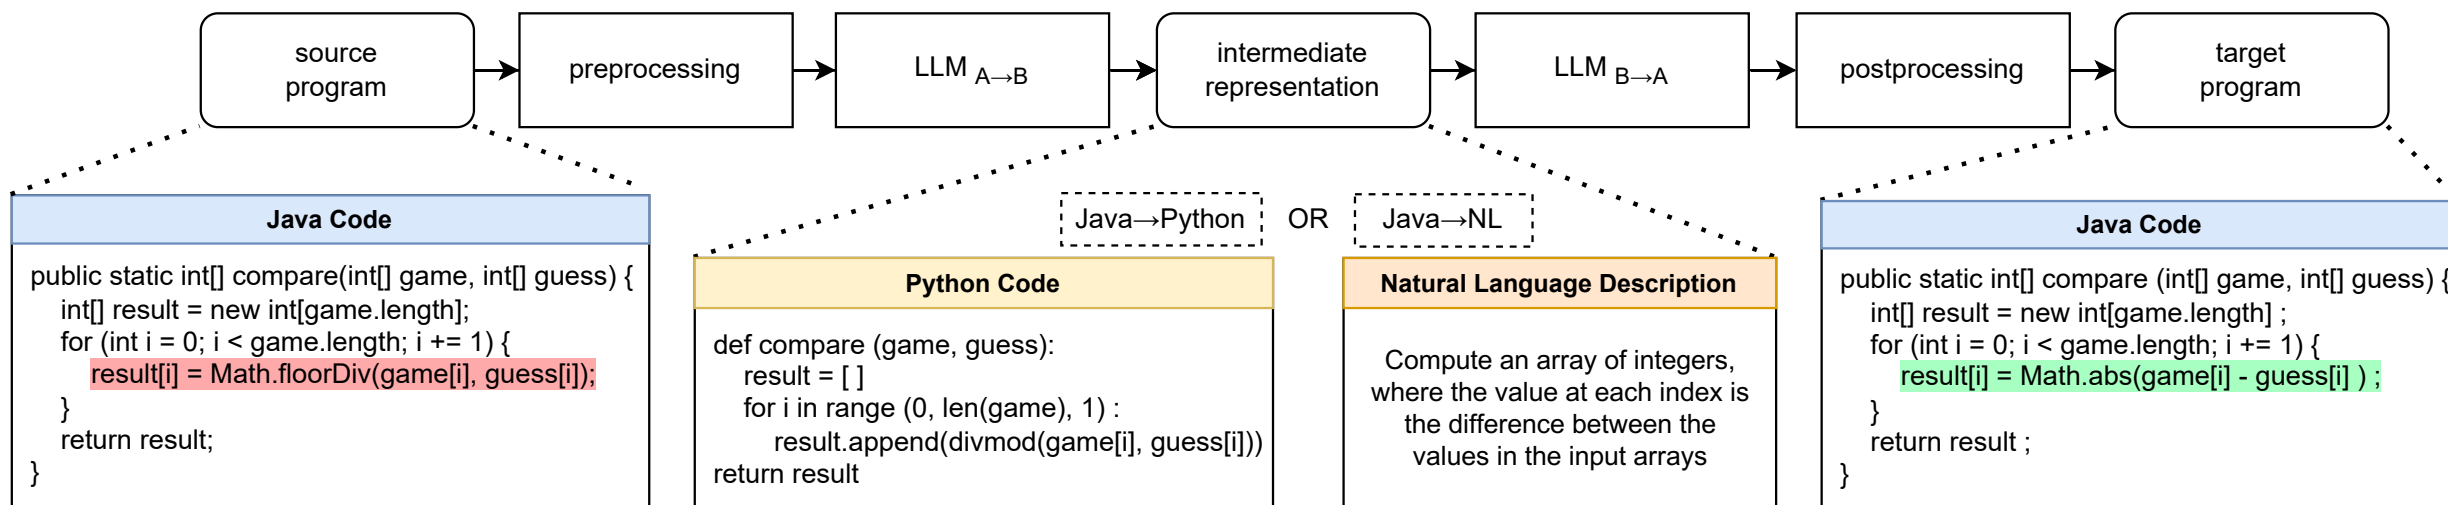 source
program
preprocessing
LLM A→B
intermediate
representation
LLM B→A
postprocessing
target
program
Java Code
public static int[] compare(int[] game, int[] guess) {
int[] result = new int[game.length];
for (int i = 0; i < game.length; i += 1) {
result[i] = Math.floorDiv(game[i], guess[i]);
}
return result;
}
Java→Python OR Java→NL
Python Code
def compare (game, guess):
result = [ ]
for i in range (0, len(game), 1) :
result.append(divmod(game[i], guess[i]))
return result
Natural Language Description
Compute an array of integers,
where the value at each index is
the difference between the
values in the input arrays
Java Code
public static int[] compare (int[] game, int[] guess) {
int[] result = new int[game.length] ;
for (int i = 0; i < game.length; i += 1) {
result[i] = Math.abs(game[i] - guess[i] ) ;
}
return result ;
}